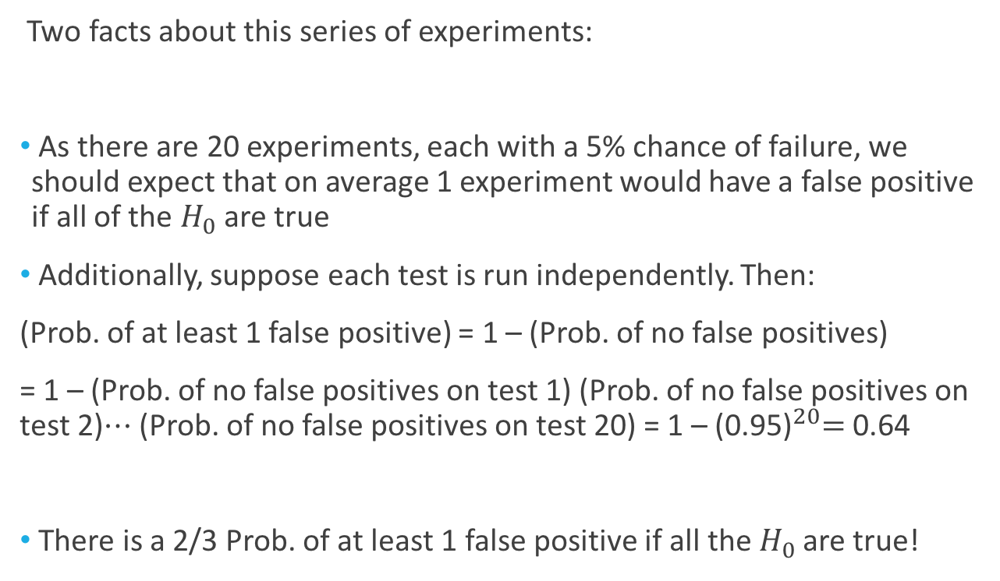 Two facts about this series of experiments:
• As there are 20 experiments, each with a 5% chance of failure, we
should expect that on average 1 experiment would have a false positive
if all of the H₀ are true
• Additionally, suppose each test is run independently. Then:
(Prob. of at least 1 false positive) = 1 – (Prob. of no false positives)
= 1 – (Prob. of no false positives on test 1) (Prob. of no false positives on
test 2)⋯ (Prob. of no false positives on test 20) = 1 – (0.95)²⁰= 0.64
• There is a 2/3 Prob. of at least 1 false positive if all the H₀ are true!